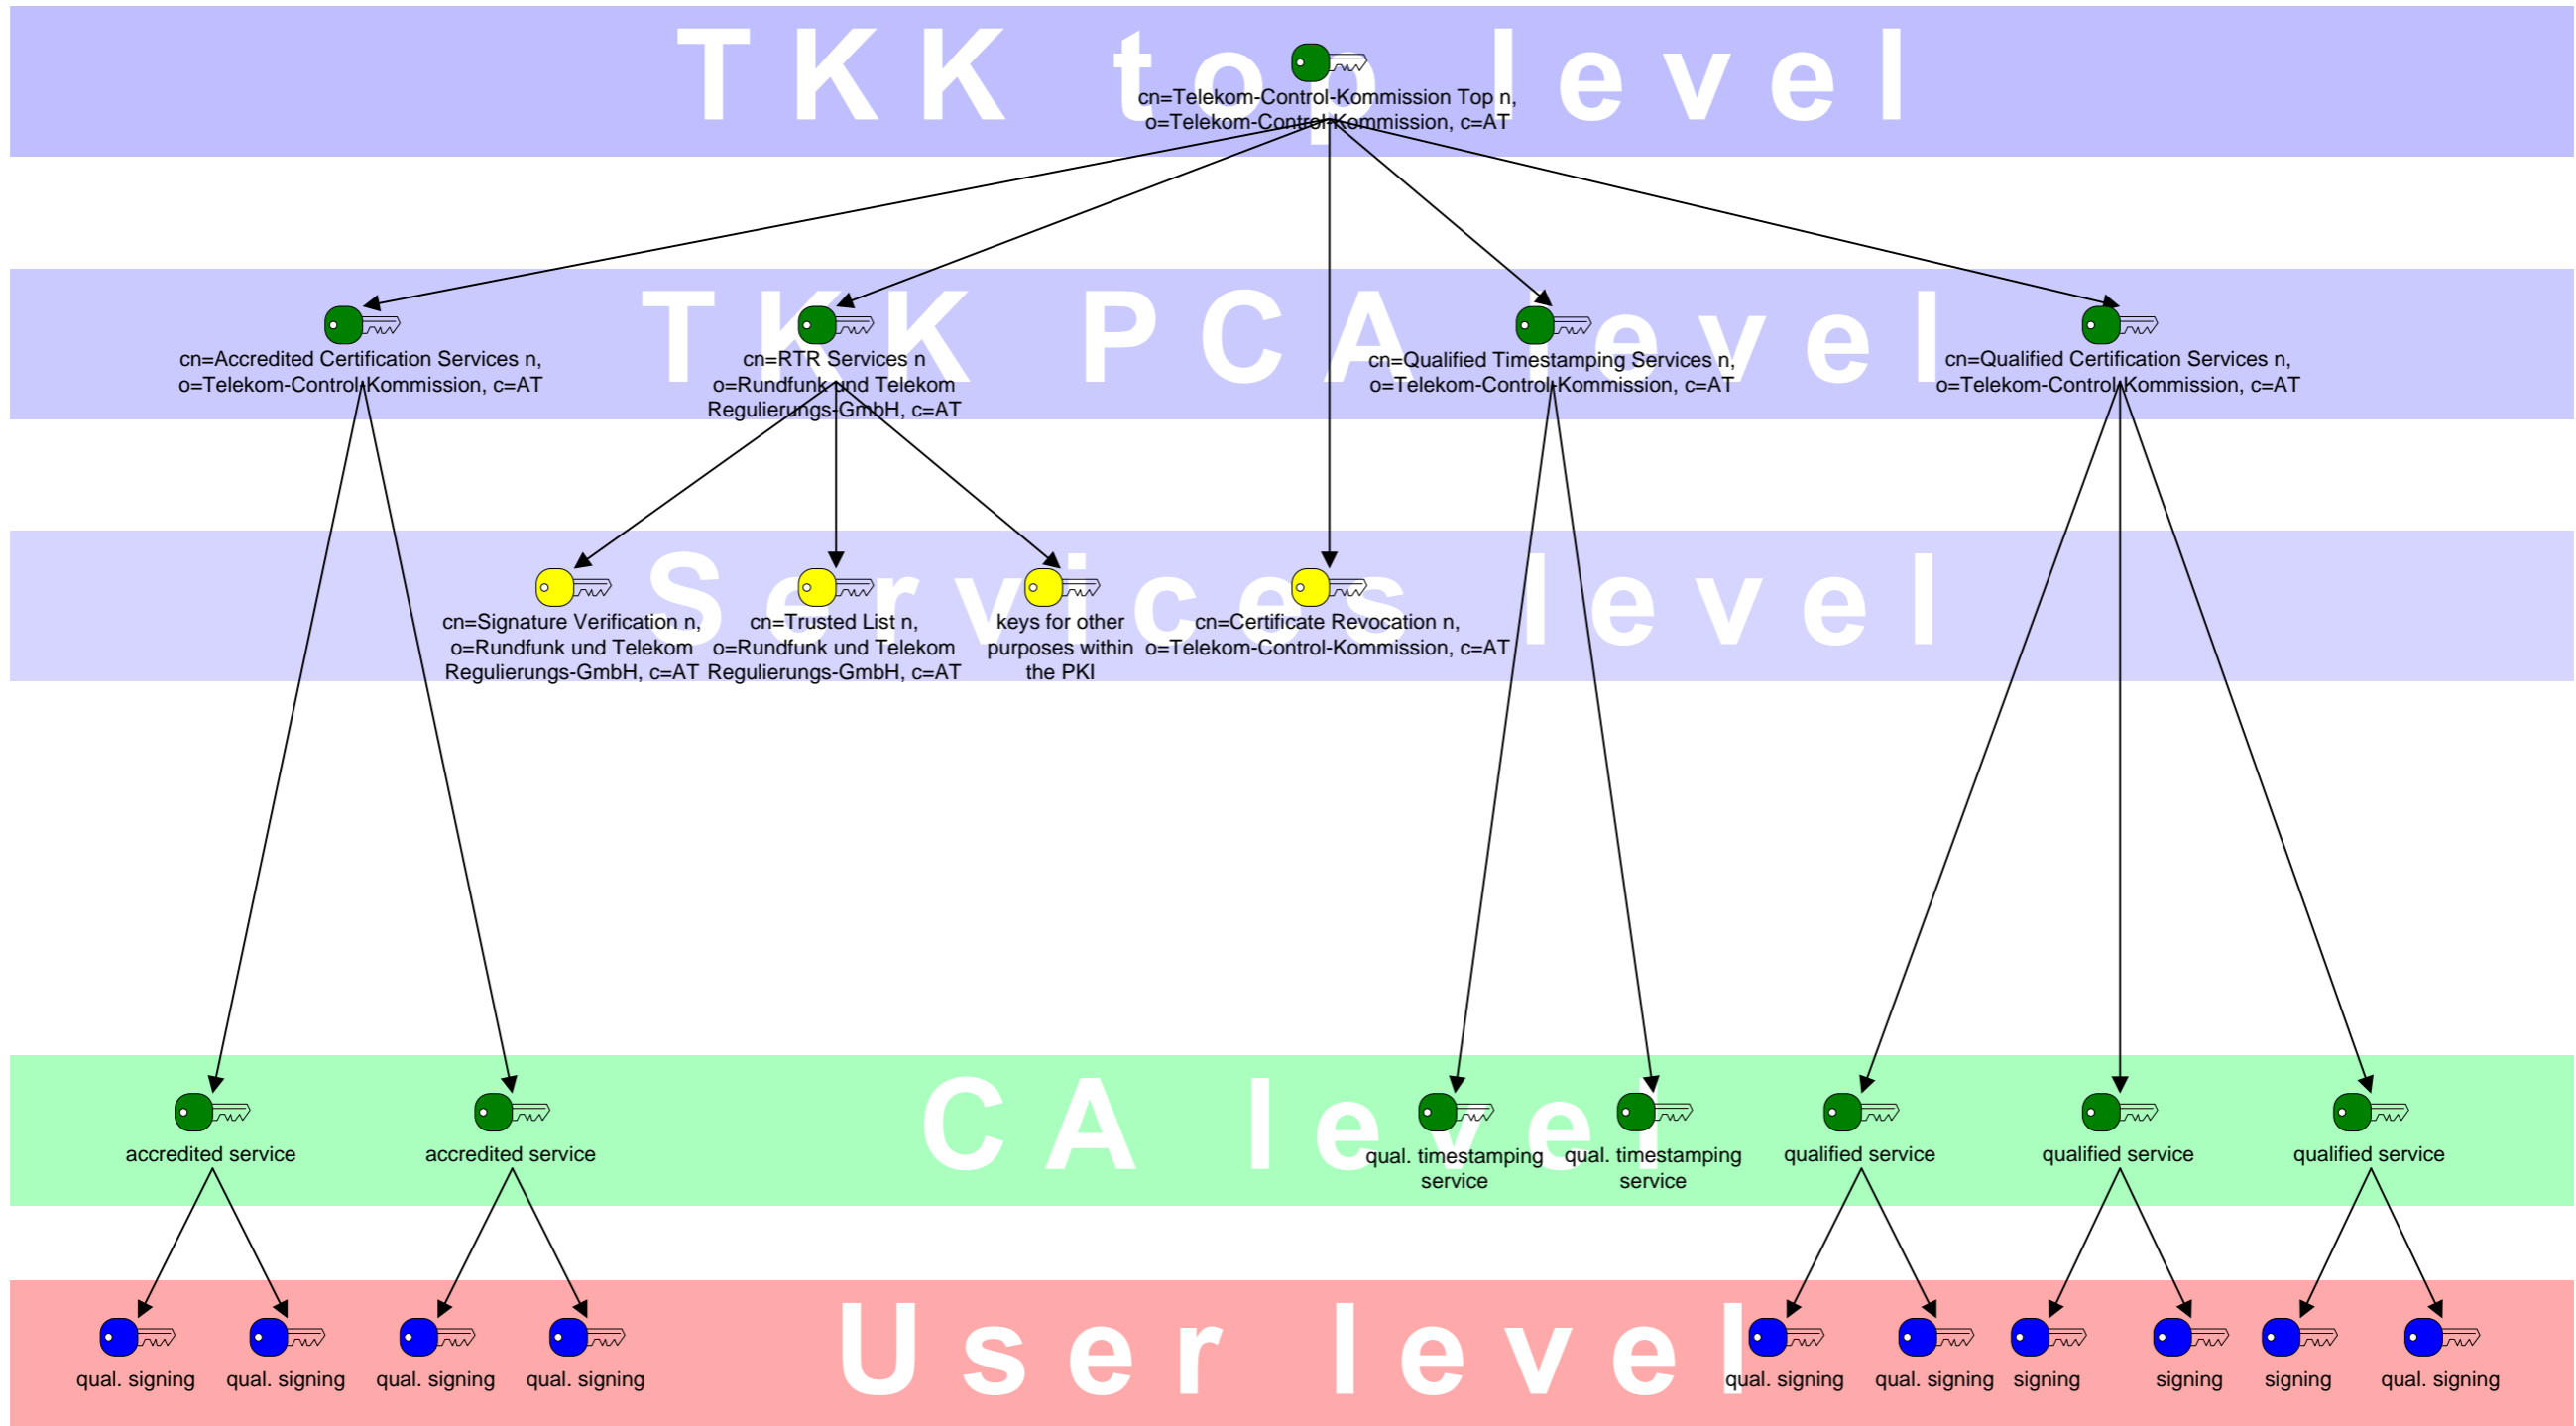 TKK top level
cn=Telekom-Control-Kommission Top n,
o=Telekom-Control-Kommission, c=AT
TKK PCA level
cn=Accredited Certification Services n,
o=Telekom-Control-Kommission, c=AT
cn=RTR Services n
o=Rundfunk und Telekom
Regulierungs-GmbH, c=AT
cn=Qualified Timestamping Services n,
o=Telekom-Control-Kommission, c=AT
cn=Qualified Certification Services n,
o=Telekom-Control-Kommission, c=AT
Services level
cn=Signature Verification n,
o=Rundfunk und Telekom
Regulierungs-GmbH, c=AT
cn=Trusted List n,
o=Rundfunk und Telekom
Regulierungs-GmbH, c=AT
keys for other
purposes within
the PKI
cn=Certificate Revocation n,
o=Telekom-Control-Kommission, c=AT
CA level
accredited service
accredited service
qual. timestamping
service
qual. timestamping
service
qualified service
qualified service
qualified service
User level
qual. signing
qual. signing
qual. signing
qual. signing
qual. signing
qual. signing
signing
signing
signing
qual. signing